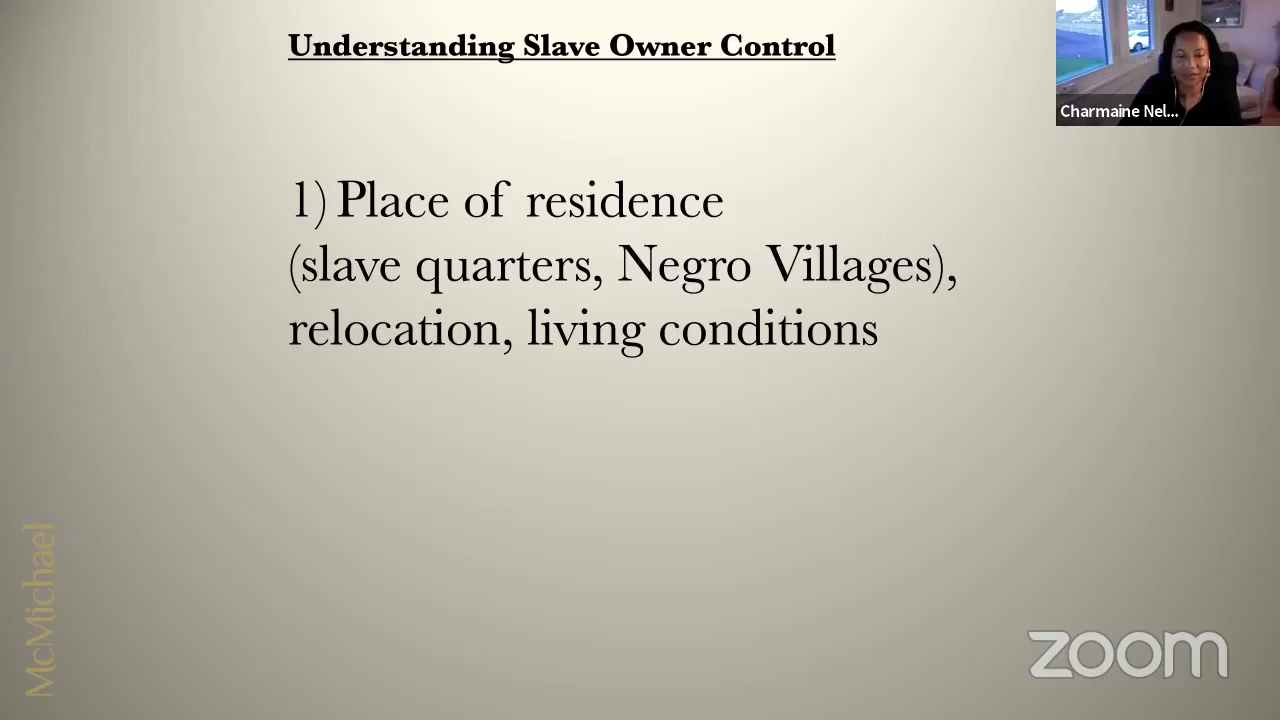 Understanding Slave Owner Control
Charmaine Nel...
1) Place of residence
(slave quarters, Negro Villages),
relocation, living conditions
McMichael
zoom